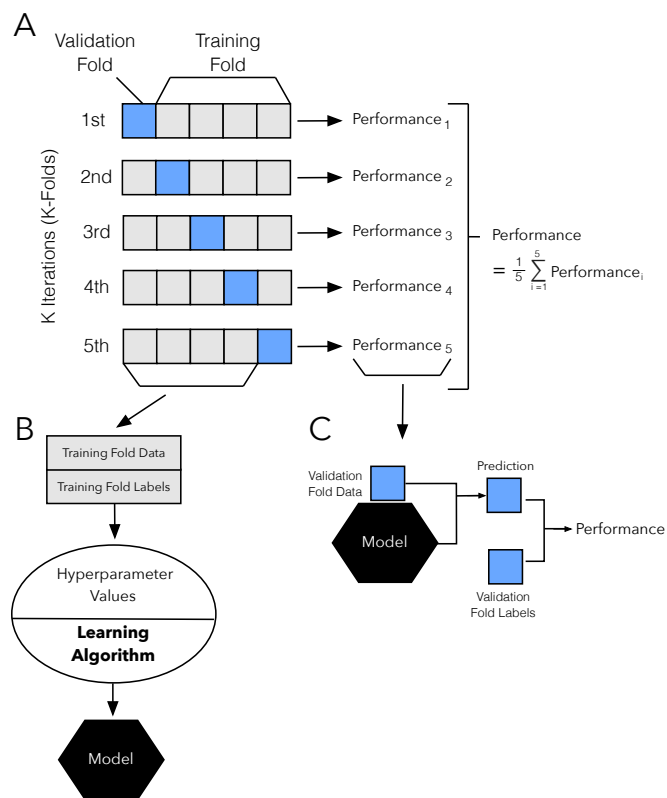 A
Validation
Fold
Training
Fold
K Iterations (K-Folds)
1st
Performance 1
2nd
Performance 2
3rd
Performance 3
4th
Performance 4
5th
Performance 5
Performance
= 1/5 5∑i=1 Performance i
B
Training Fold Data
Training Fold Labels
Hyperparameter
Values
Learning
Algorithm
Model
C
Validation
Fold Data
Model
Prediction
Performance
Validation
Fold Labels